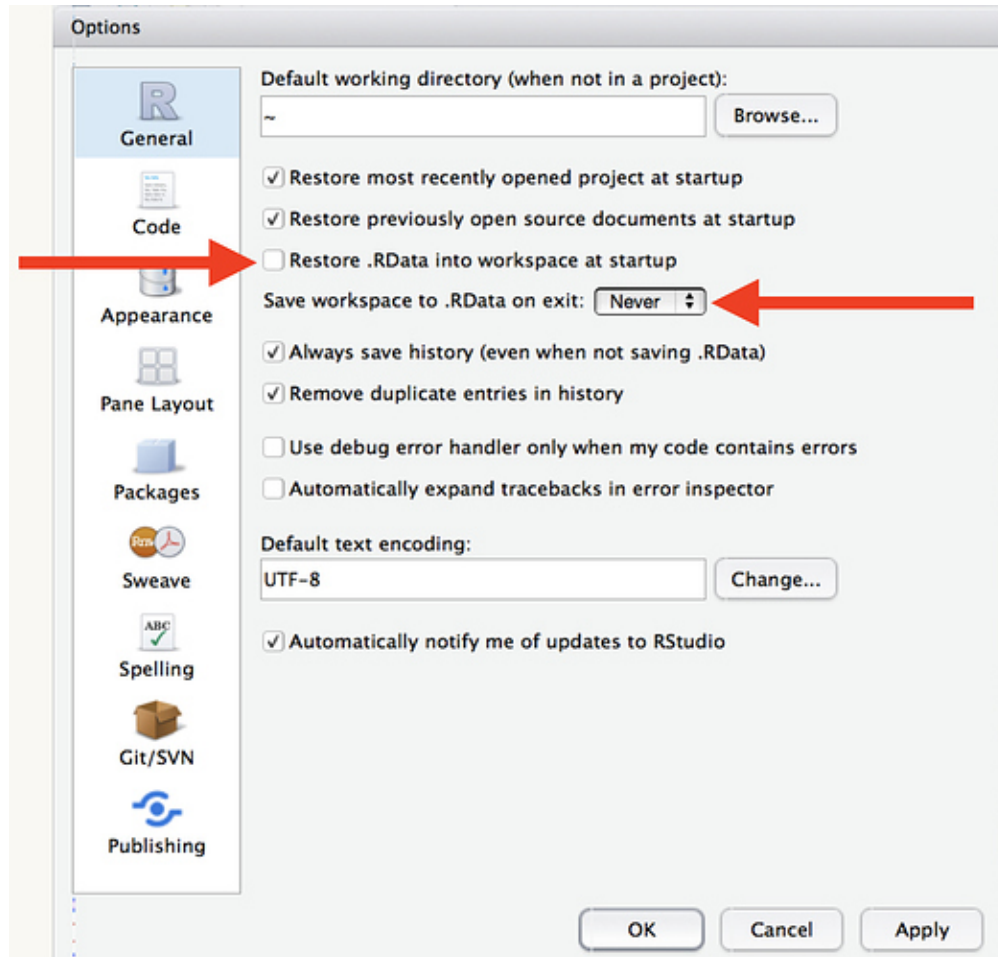 Options
General
Code
Appearance
Pane Layout
Packages
Rnw
Sweave
ABC
Spelling
Git/SVN
Publishing
Default working directory (when not in a project):
~
Browse...
Restore most recently opened project at startup
Restore previously open source documents at startup
Restore .RData into workspace at startup
Save workspace to .RData on exit: Never
Always save history (even when not saving .RData)
Remove duplicate entries in history
Use debug error handler only when my code contains errors
Automatically expand tracebacks in error inspector
Default text encoding:
UTF-8
Change...
Automatically notify me of updates to RStudio
OK
Cancel
Apply